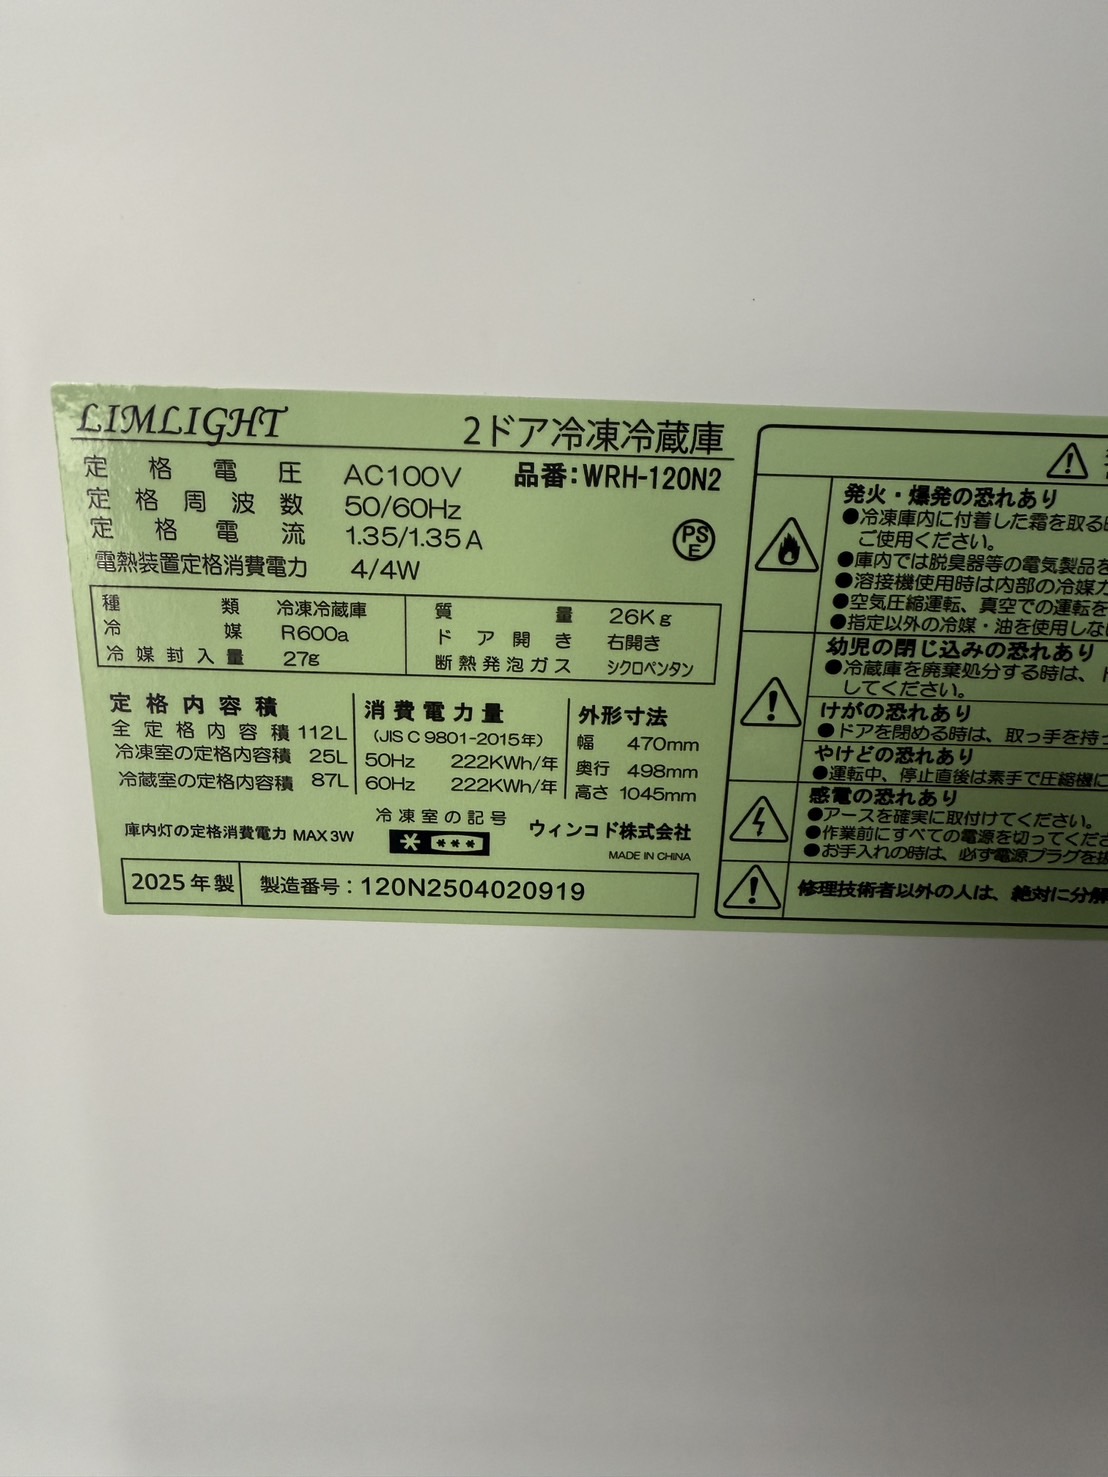 LIMLIGHT 2ドア冷凍冷蔵庫
定格電圧 AC100V 品番:WRH-120N2
定格周波数 50/60Hz
定格電流 1.35/1.35A
電熱装置定格消費電力 4/4W
PS
E
種類 冷凍冷蔵庫
冷媒 R600a
冷媒封入量 27g
質量 26Kg
ドア開き 右開き
断熱発泡ガス シクロペンタン
定格内容積
全定格内容積 112L
冷凍室の定格内容積 25L
冷蔵室の定格内容積 87L
消費電力量
(JIS C 9801-2015年)
50Hz 222KWh/年
60Hz 222KWh/年
外形寸法
幅 470mm
奥行 498mm
高さ 1045mm
庫内灯の定格消費電力 MAX 3W
冷凍室の記号
ウィンコド株式会社
MADE IN CHINA
2025年製 製造番号:120N2504020919
発火・爆発の恐れあり
●冷凍庫内に付着した霜を取る
ご使用ください。
●庫内では脱臭器等の電気製品を
●溶接機使用時は内部の冷媒ガ
●空気圧縮運転、真空での運転を
●指定以外の冷媒・油を使用しな
幼児の閉じ込みの恐れあり
●冷蔵庫を廃棄処分する時は、
してください。
けがの恐れあり
●ドアを閉める時は、取っ手を持
やけどの恐れあり
●運転中、停止直後は素手で圧縮機に
感電の恐れあり
●アースを確実に取付けてください。
●作業前にすべての電源を切ってくださ
●お手入れの時は、必ず電源プラグを抜
修理技術者以外の人は、絶対に分解